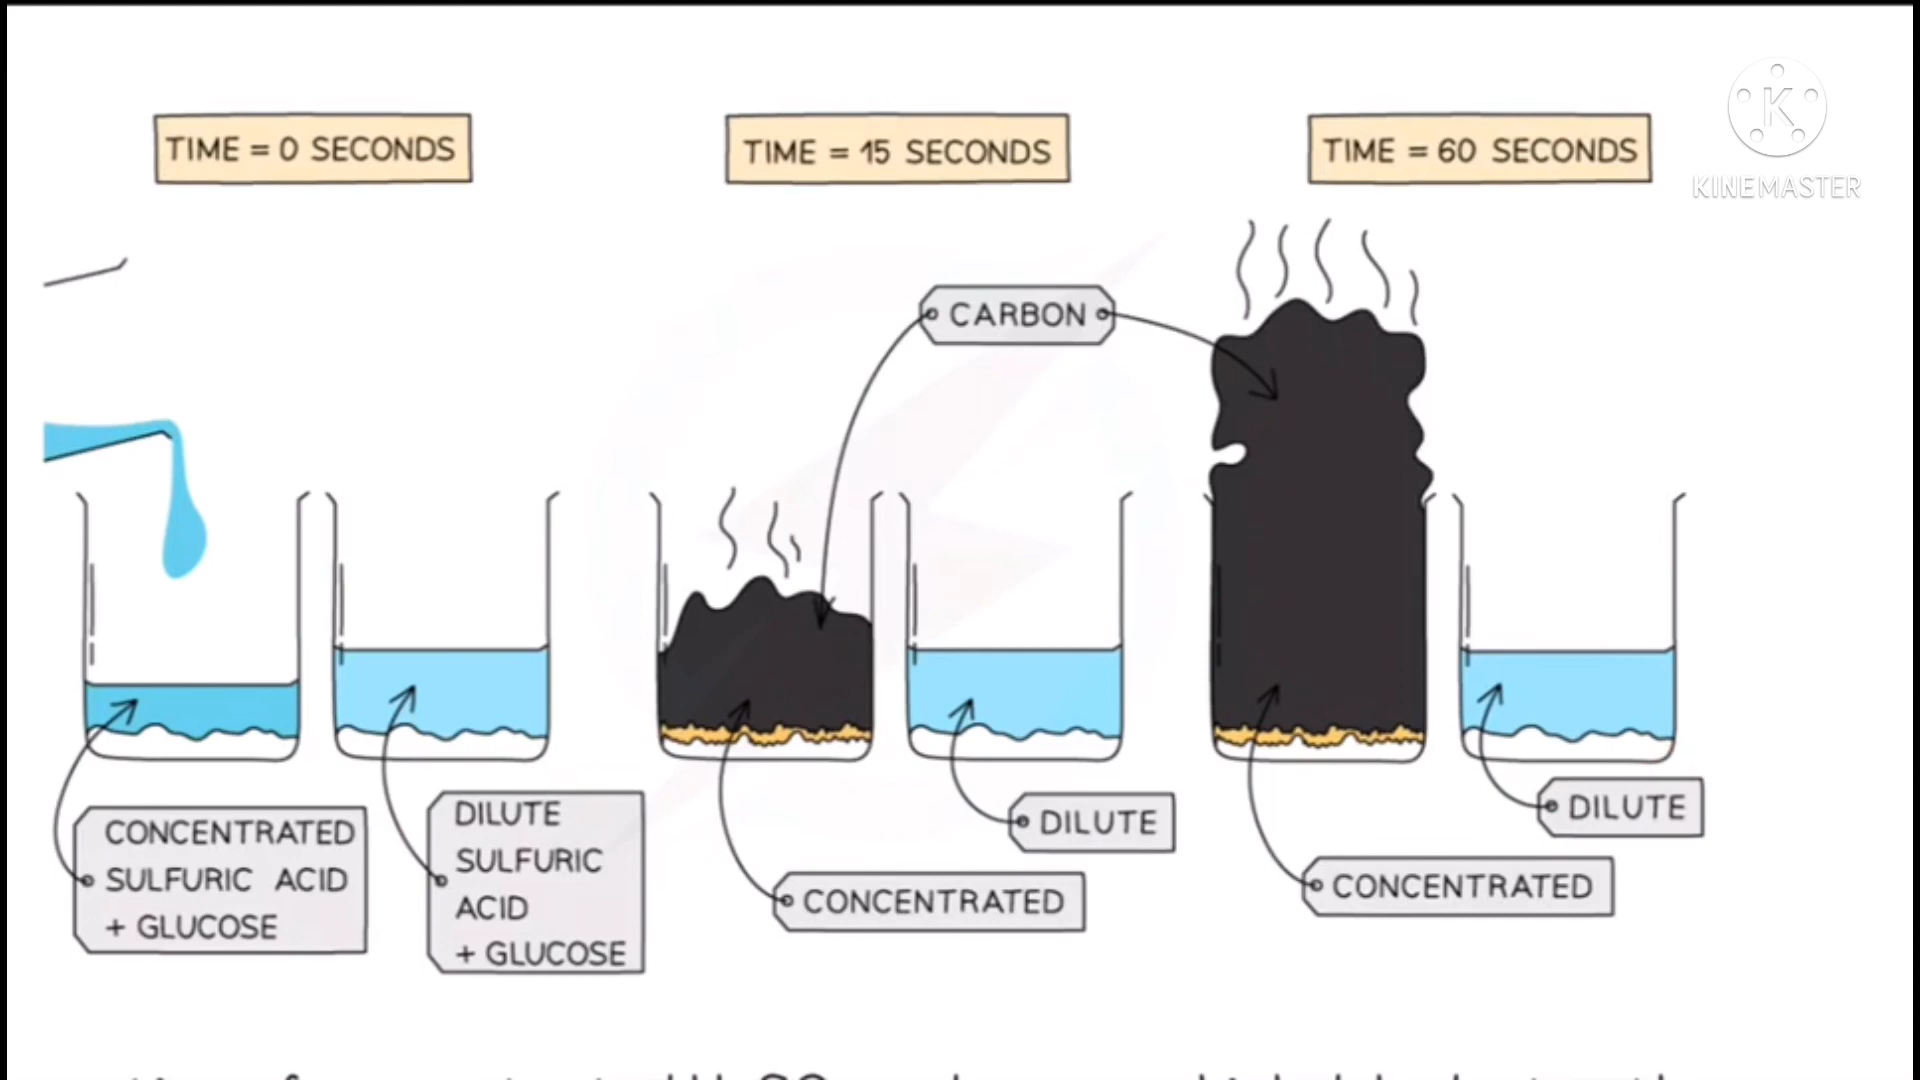 TIME = 0 SECONDS
TIME = 15 SECONDS
TIME = 60 SECONDS
KINEMASTER
CARBON
CONCENTRATED
SULFURIC ACID
+ GLUCOSE
DILUTE
SULFURIC
ACID
+ GLUCOSE
CONCENTRATED
DILUTE
CONCENTRATED
DILUTE